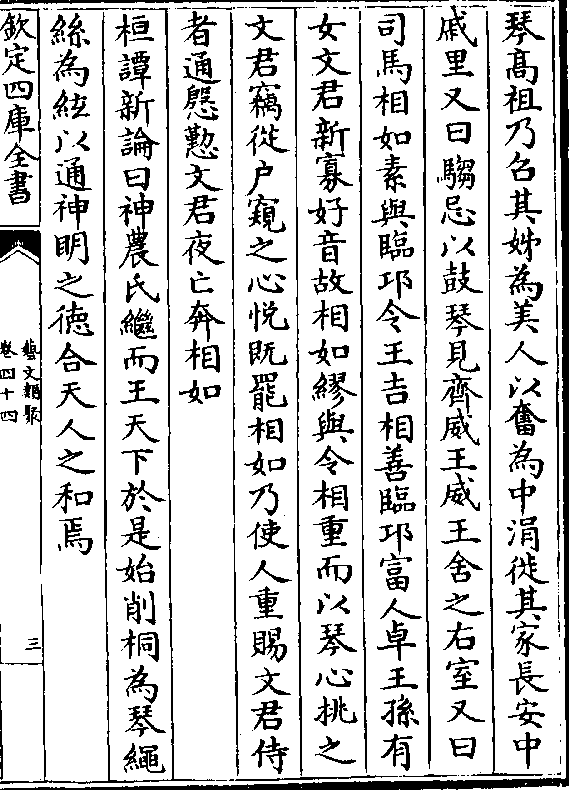 琴高祖乃召其姊為美人以奮為中涓徙其家長安中
戚里又曰騶忌以鼓琴見齊威王威王舍之右室又曰
司馬相如素與臨邛令王吉相善臨邛富人卓王孫有
女文君新寡好音故相如繆與令相重而以琴心挑之
文君竊從户窺之心悅既罷相如乃使人重賜文君侍
者通慇懃文君夜亡奔相如
桓譚新論曰神農氏繼而王天下於是始削桐為琴繩
絲為絃以通神明之德合天人之和焉
欽定四庫全書
藝文類聚
卷四十四
三